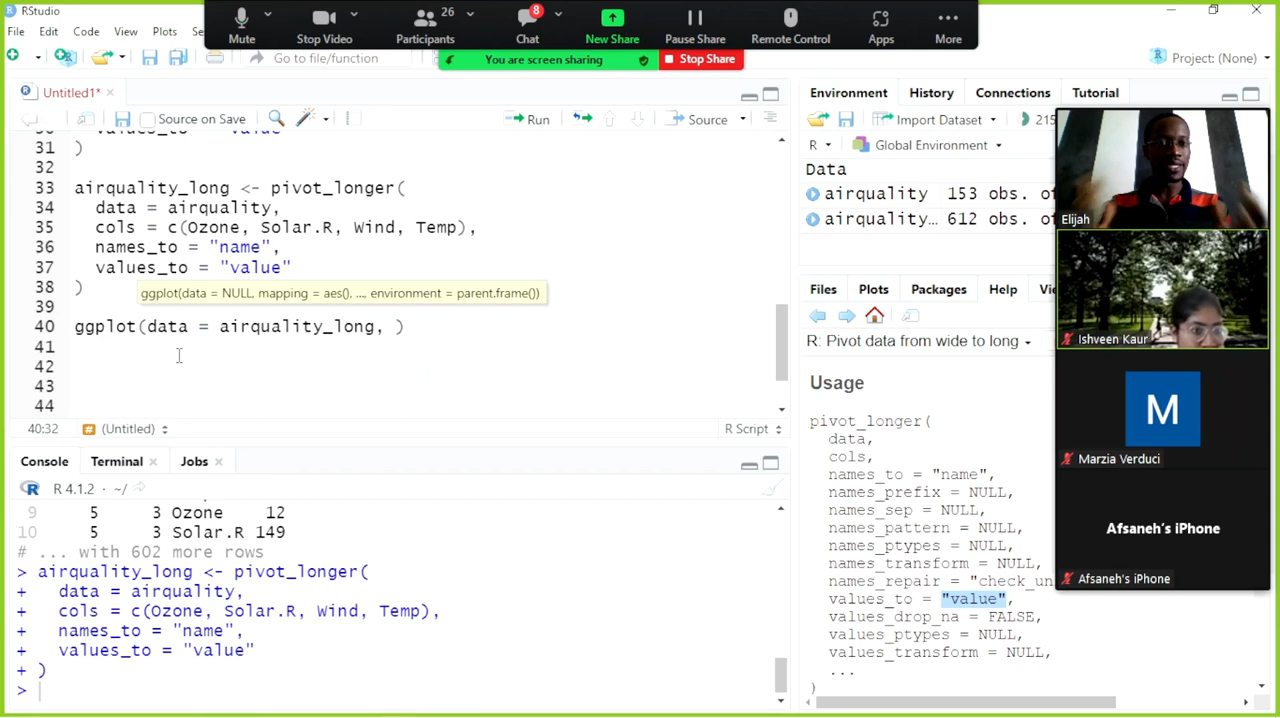 RStudio
File Edit Code View Plots
Mute Stop Video 26 Participants 8 Chat New Share Pause Share Remote Control Apps More
You are screen sharing Stop Share
Go to file/function Project: (None)
Untitled1*
Source on Save Run Source
values_to = "value"
31 )
32
33 airquality_long <- pivot_longer(
34 data = airquality,
35 cols = c(Ozone, Solar.R, Wind, Temp),
36 names_to = "name",
37 values_to = "value"
38 )
ggplot(data = NULL, mapping = aes(), ..., environment = parent.frame())
39
40 ggplot(data = airquality_long, )
41
42
43
44
40:32 (Untitled) R Script
Console Terminal Jobs
R 4.1.2 · ~/
9 5 3 Ozone 12
10 5 3 Solar.R 149
# ... with 602 more rows
> airquality_long <- pivot_longer(
+ data = airquality,
+ cols = c(Ozone, Solar.R, Wind, Temp),
+ names_to = "name",
+ values_to = "value"
+ )
>
Environment History Connections Tutorial
Import Dataset 215
R Global Environment
Data
airquality 153 obs. of
airquality… 612 obs. of
Files Plots Packages Help
R: Pivot data from wide to long
Usage
pivot_longer(
data,
cols,
names_to = "name",
names_prefix = NULL,
names_sep = NULL,
names_pattern = NULL,
names_ptypes = NULL,
names_transform = NULL,
names_repair = "check_un
values_to = "value",
values_drop_na = FALSE,
values_ptypes = NULL,
values_transform = NULL,
...
)
Elijah
Ishveen Kaur
M
Marzia Verduci
Afsaneh's iPhone
Afsaneh's iPhone